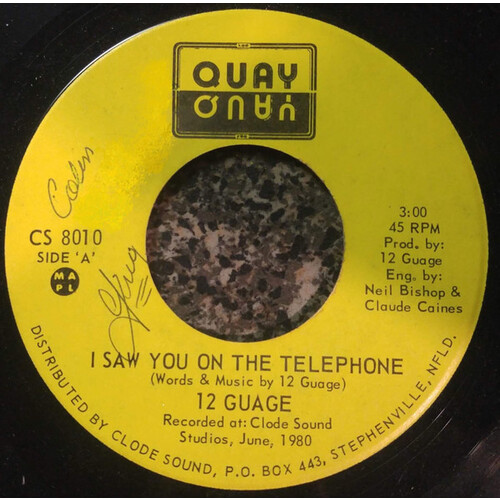 QUAY
QUAY
Colin
King
CS 8010
SIDE 'A'
MAPL
3:00
45 RPM
Prod. by:
12 Guage
Eng. by:
Neil Bishop &
Claude Caines
I SAW YOU ON THE TELEPHONE
(Words & Music by 12 Guage)
12 GUAGE
Recorded at: Clode Sound
Studios, June, 1980
DISTRIBUTED BY CLODE SOUND, P.O. BOX 443, STEPHENVILLE, NFLD.